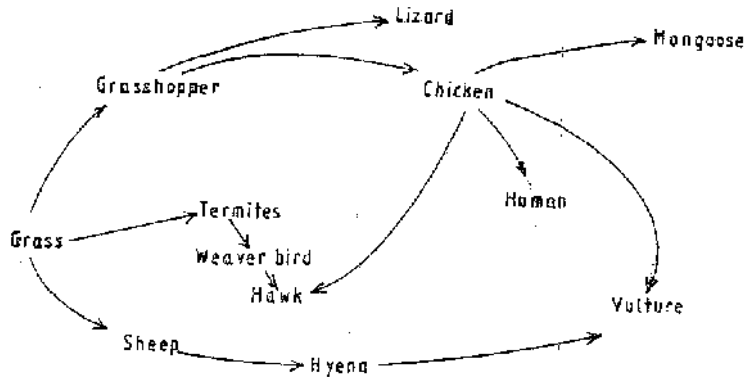 Lizard
Mongoose
Grasshopper
Chicken
Human
Termites
Grass
Weaver bird
Hawk
Vulture
Sheep
Hyena